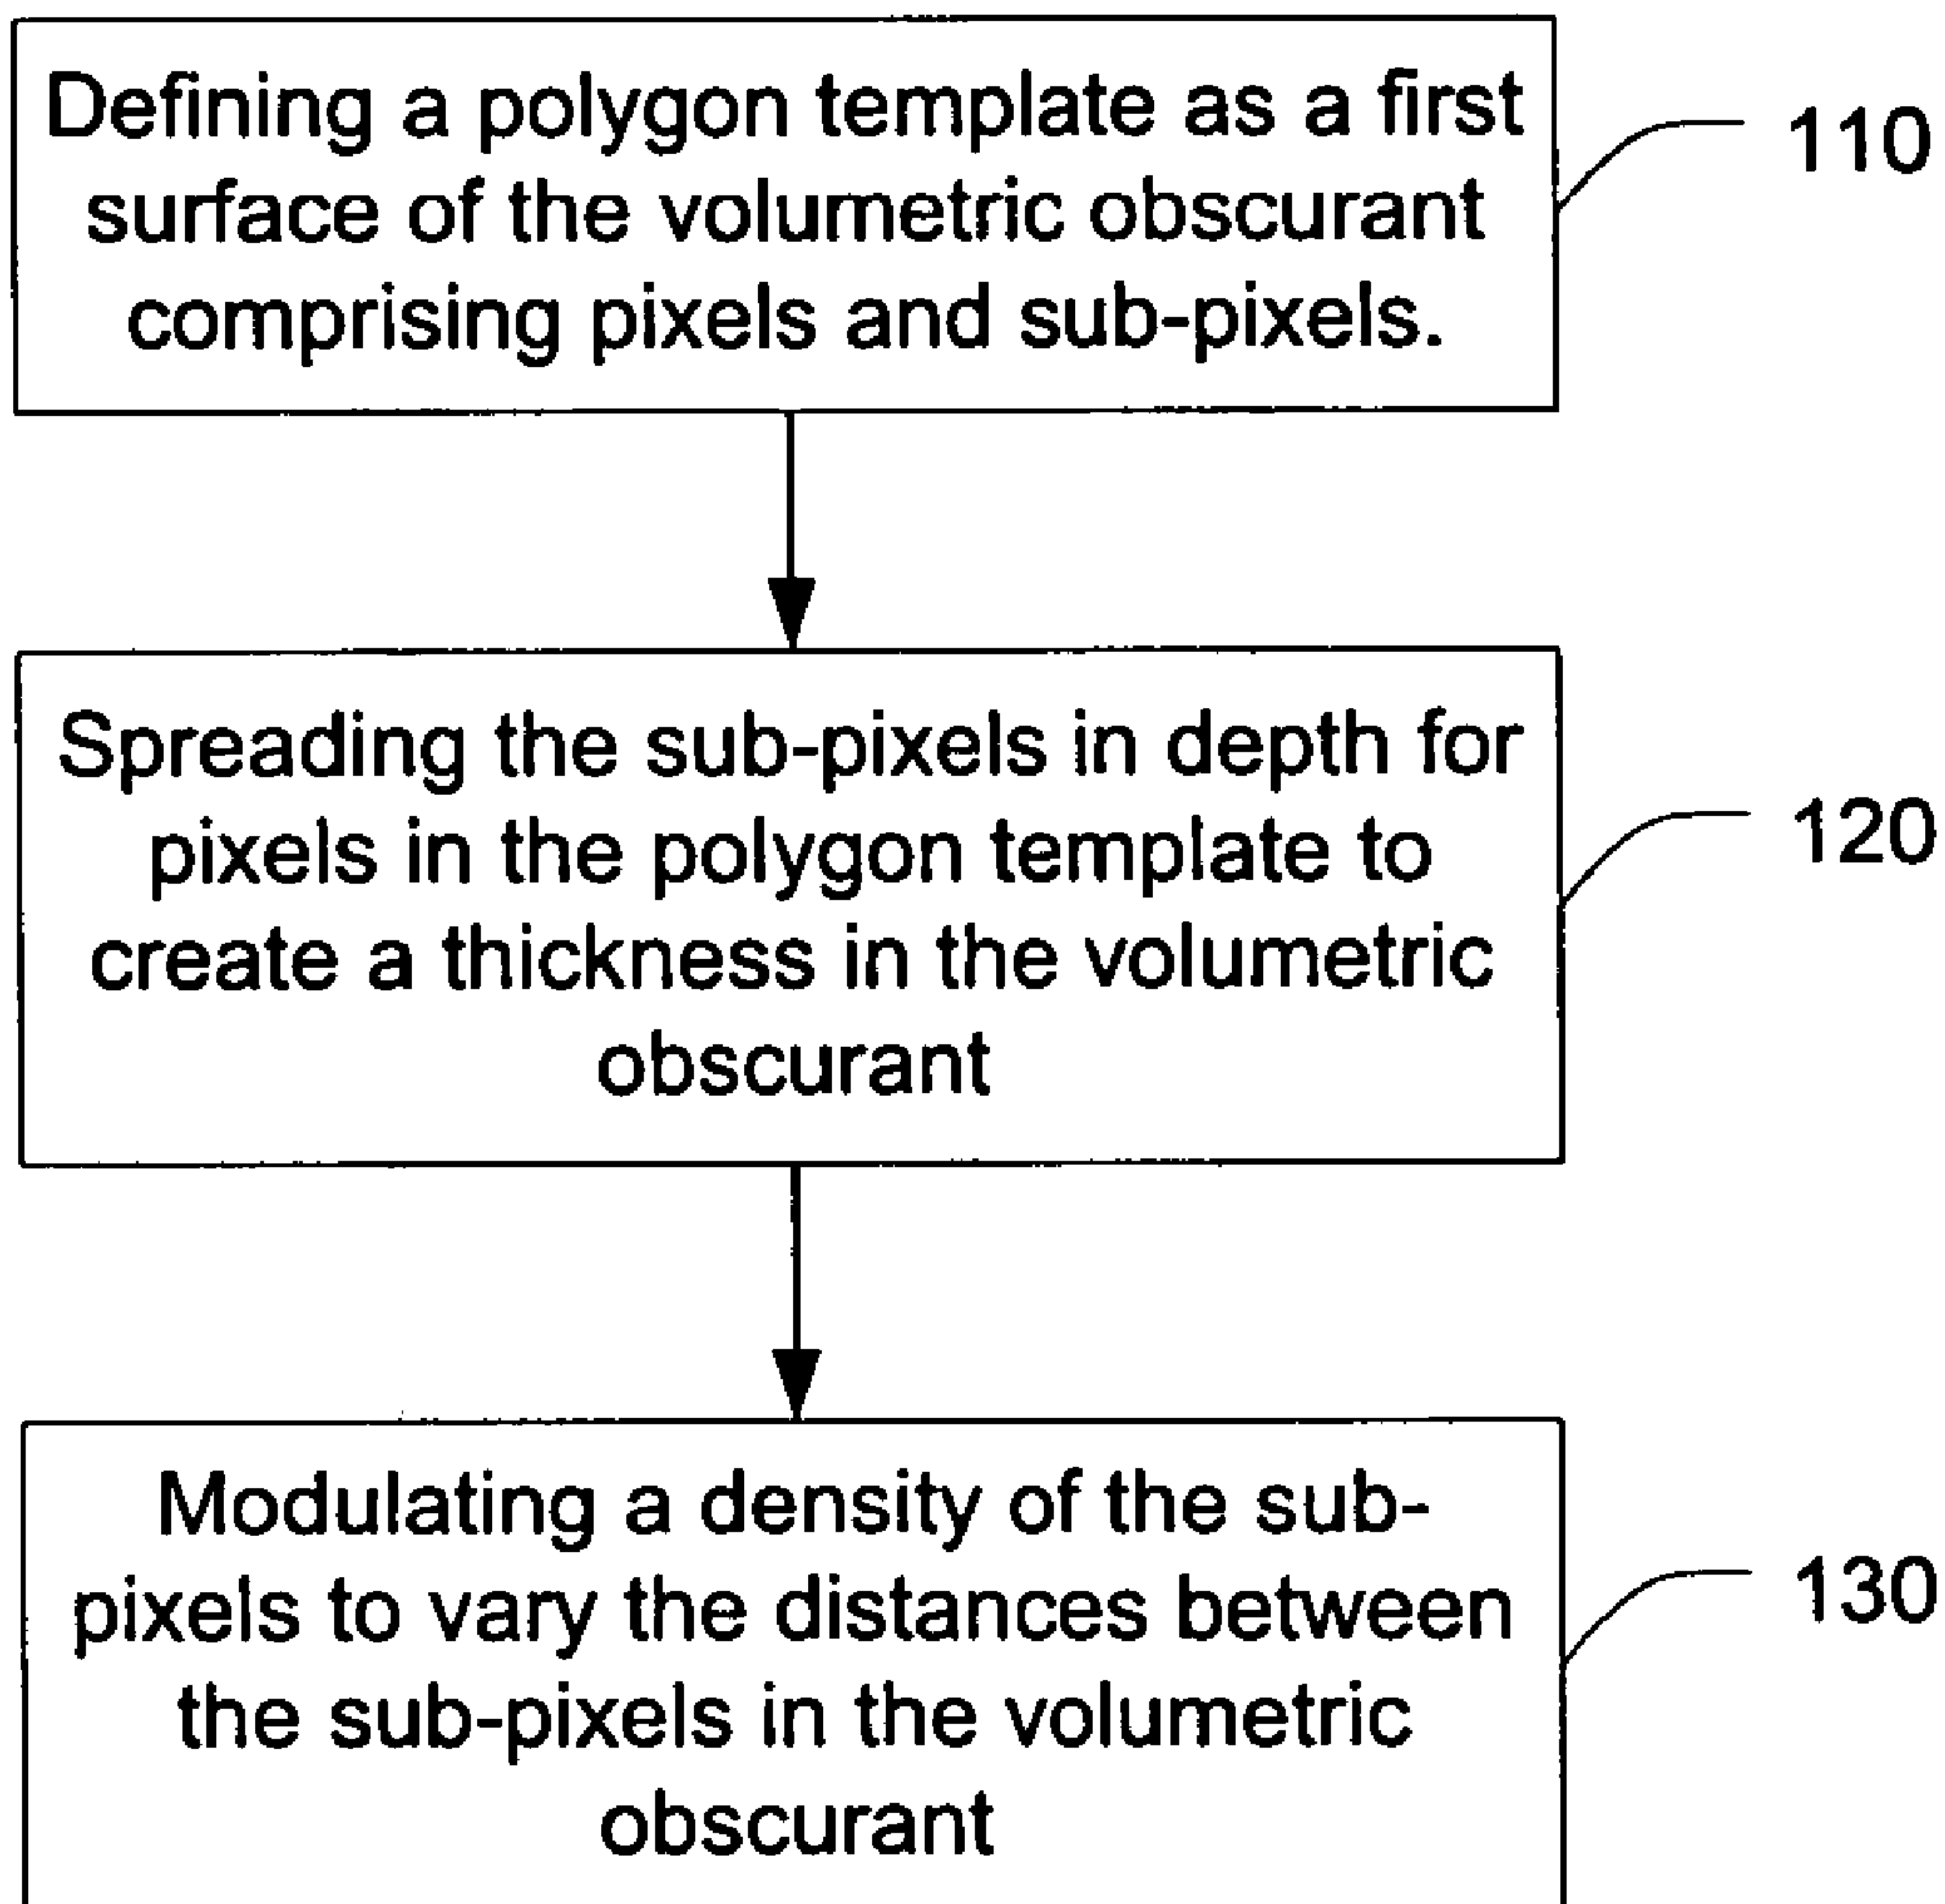 Defining a polygon template as a first
surface of the volumetric obscurant
comprising pixels and sub-pixels.
110
Spreading the sub-pixels in depth for
pixels in the polygon template to
create a thickness in the volumetric
obscurant
120
Modulating a density of the sub-
pixels to vary the distances between
the sub-pixels in the volumetric
obscurant
130